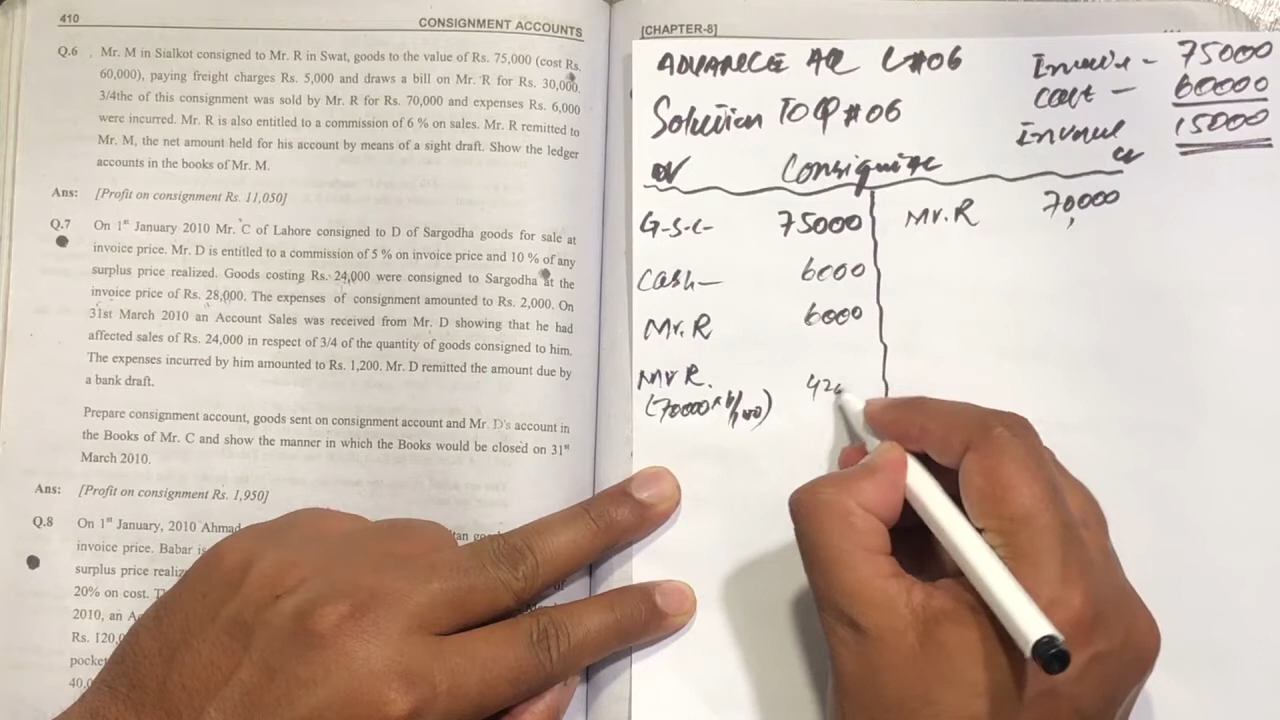 410
CONSIGNMENT ACCOUNTS
Q.6 Mr. M in Sialkot consigned to Mr. R in Swat, goods to the value of Rs. 75,000 (cost Rs.
60,000), paying freight charges Rs. 5,000 and draws a bill on Mr. R for Rs. 30,000.
3/4the of this consignment was sold by Mr. R for Rs. 70,000 and expenses Rs. 6,000
were incurred. Mr. R is also entitled to a commission of 6 % on sales. Mr. R remitted to
Mr. M, the net amount held for his account by means of a sight draft. Show the ledger
accounts in the books of Mr. M.
Ans: [Profit on consignment Rs. 11,050]
Q.7 On 1st January 2010 Mr. C of Lahore consigned to D of Sargodha goods for sale at
invoice price. Mr. D is entitled to a commission of 5 % on invoice price and 10 % of any
surplus price realized. Goods costing Rs. 24,000 were consigned to Sargodha at the
invoice price of Rs. 28,000. The expenses of consignment amounted to Rs. 2,000. On
31st March 2010 an Account Sales was received from Mr. D showing that he had
affected sales of Rs. 24,000 in respect of 3/4 of the quantity of goods consigned to him.
The expenses incurred by him amounted to Rs. 1,200. Mr. D remitted the amount due by
a bank draft.
Prepare consignment account, goods sent on consignment account and Mr. D's account in
the Books of Mr. C and show the manner in which the Books would be closed on 31st
March 2010.
Ans: [Profit on consignment Rs. 1,950]
Q.8 On 1st January, 2010 Ahmad
invoice price. Babar is
surplus price realiz
20% on cost. T
2010, an A
Rs. 120,0
pocket
40,0
[CHAPTER-8]
ADVANCE AC L#06
Solution TO Q#06
75000
cost - 60000
15000
Dr Cr
G.S.C- 75000 Mr. R 70,000
cash- 6000
Mr. R 6000
Mr R. 420
(70000×6/100)